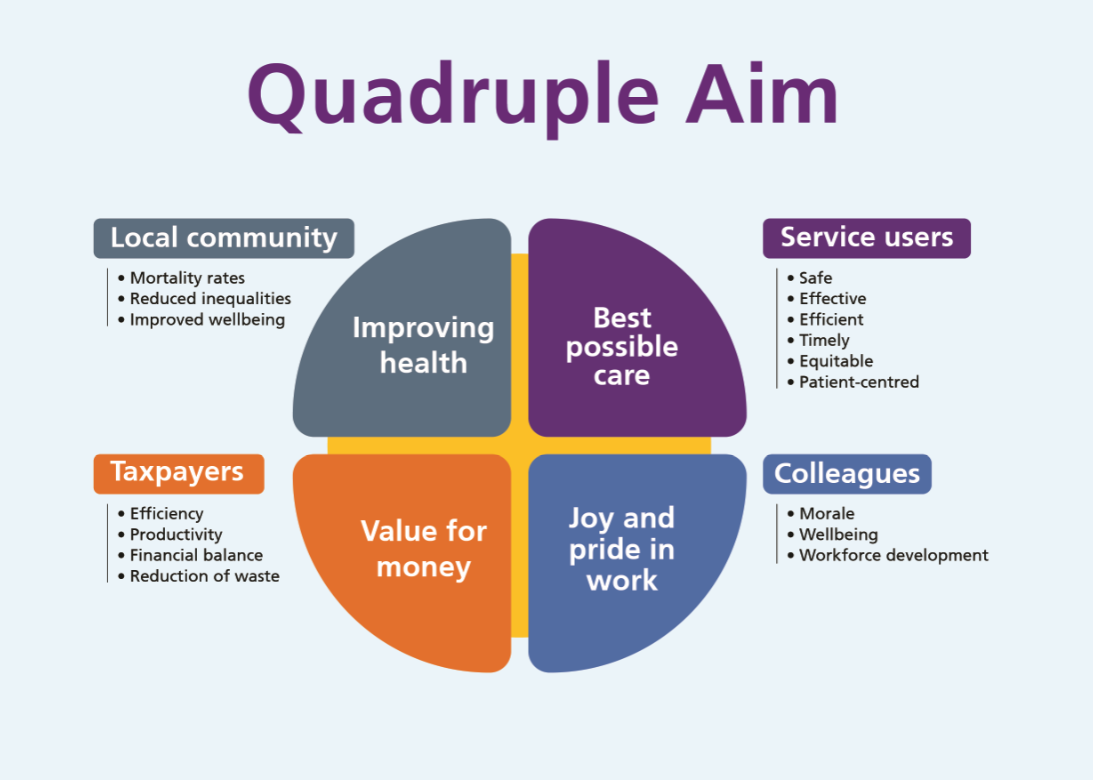 Quadruple Aim
Local community
• Mortality rates
• Reduced inequalities
• Improved wellbeing
Improving
health
Best
possible
care
Service users
• Safe
• Effective
• Efficient
• Timely
• Equitable
• Patient-centred
Taxpayers
• Efficiency
• Productivity
• Financial balance
• Reduction of waste
Value for
money
Joy and
pride in
work
Colleagues
• Morale
• Wellbeing
• Workforce development